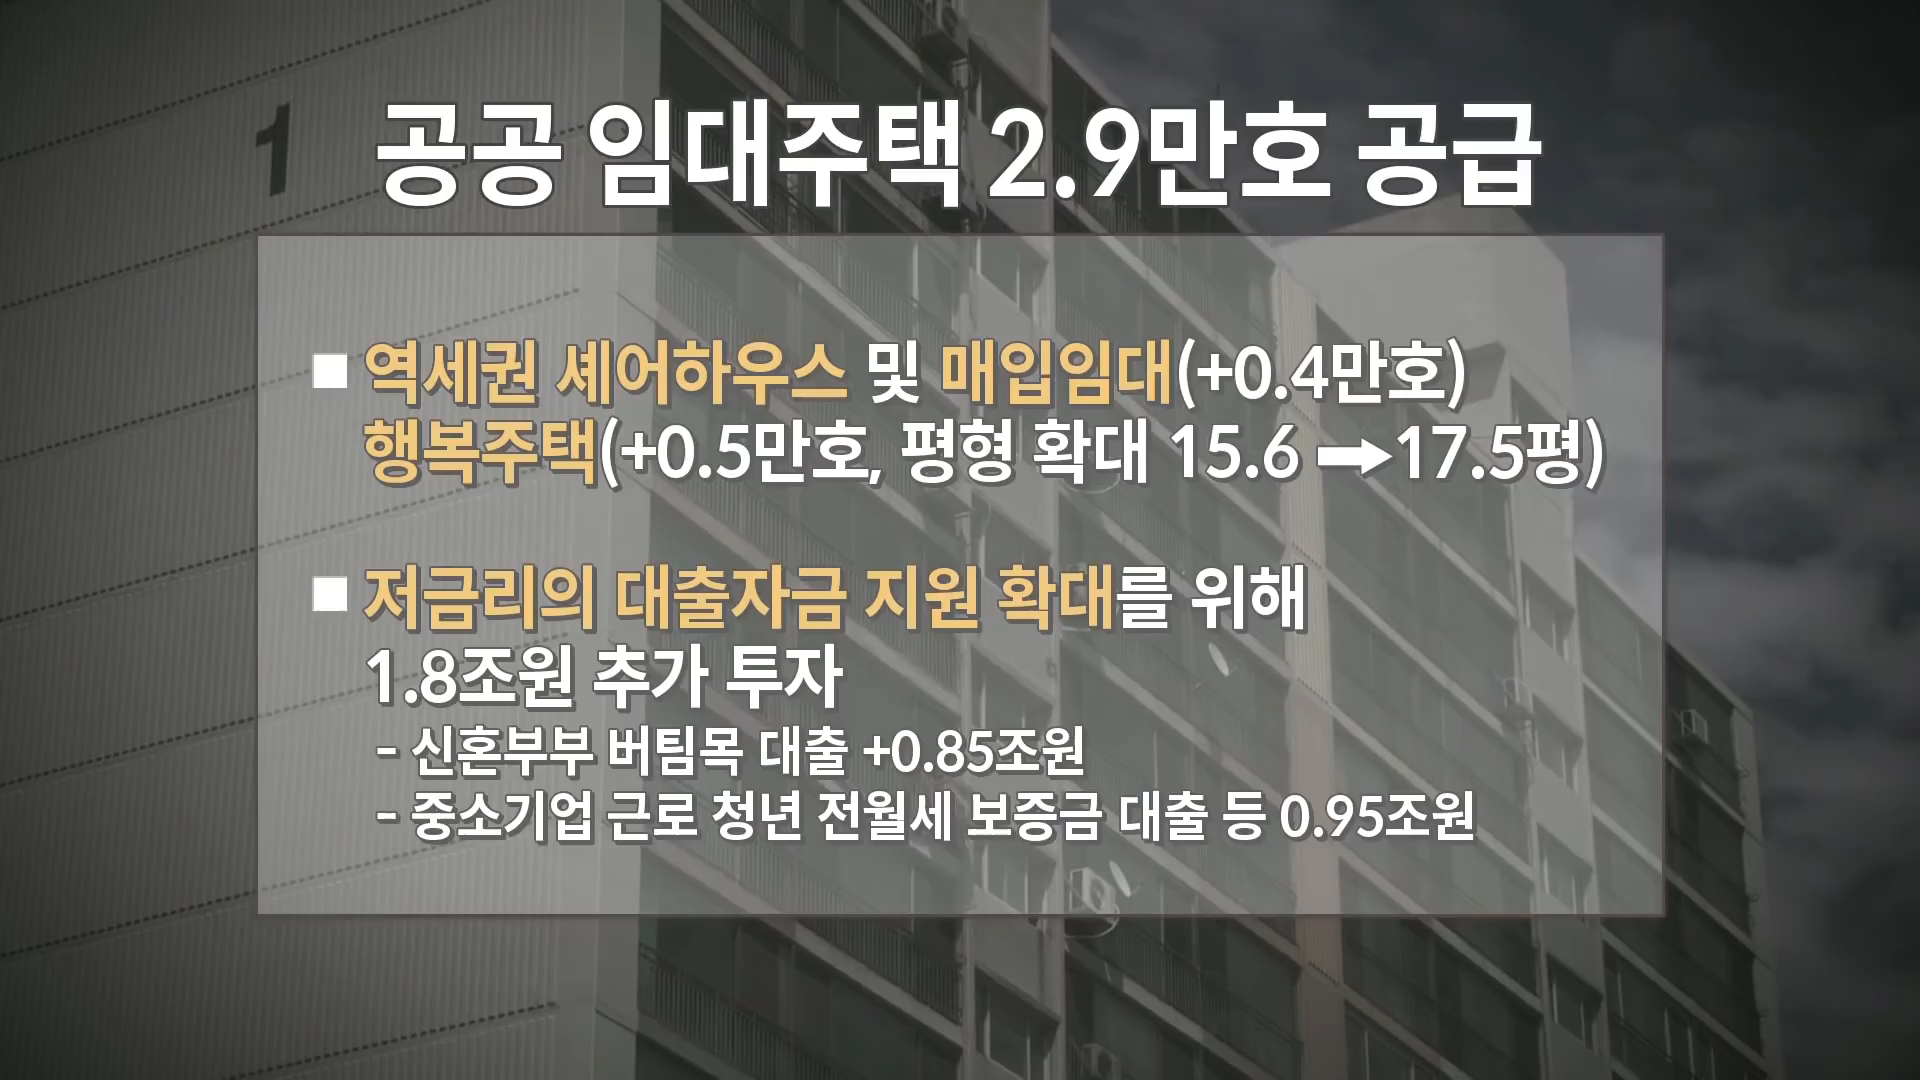 1
공공 임대주택 2.9만호 공급
■ 역세권 셰어하우스 및 매입임대(+0.4만호)
행복주택(+0.5만호, 평형 확대 15.6 ➡17.5평)
■ 저금리의 대출자금 지원 확대를 위해
1.8조원 추가 투자
- 신혼부부 버팀목 대출 +0.85조원
- 중소기업 근로 청년 전월세 보증금 대출 등 0.95조원